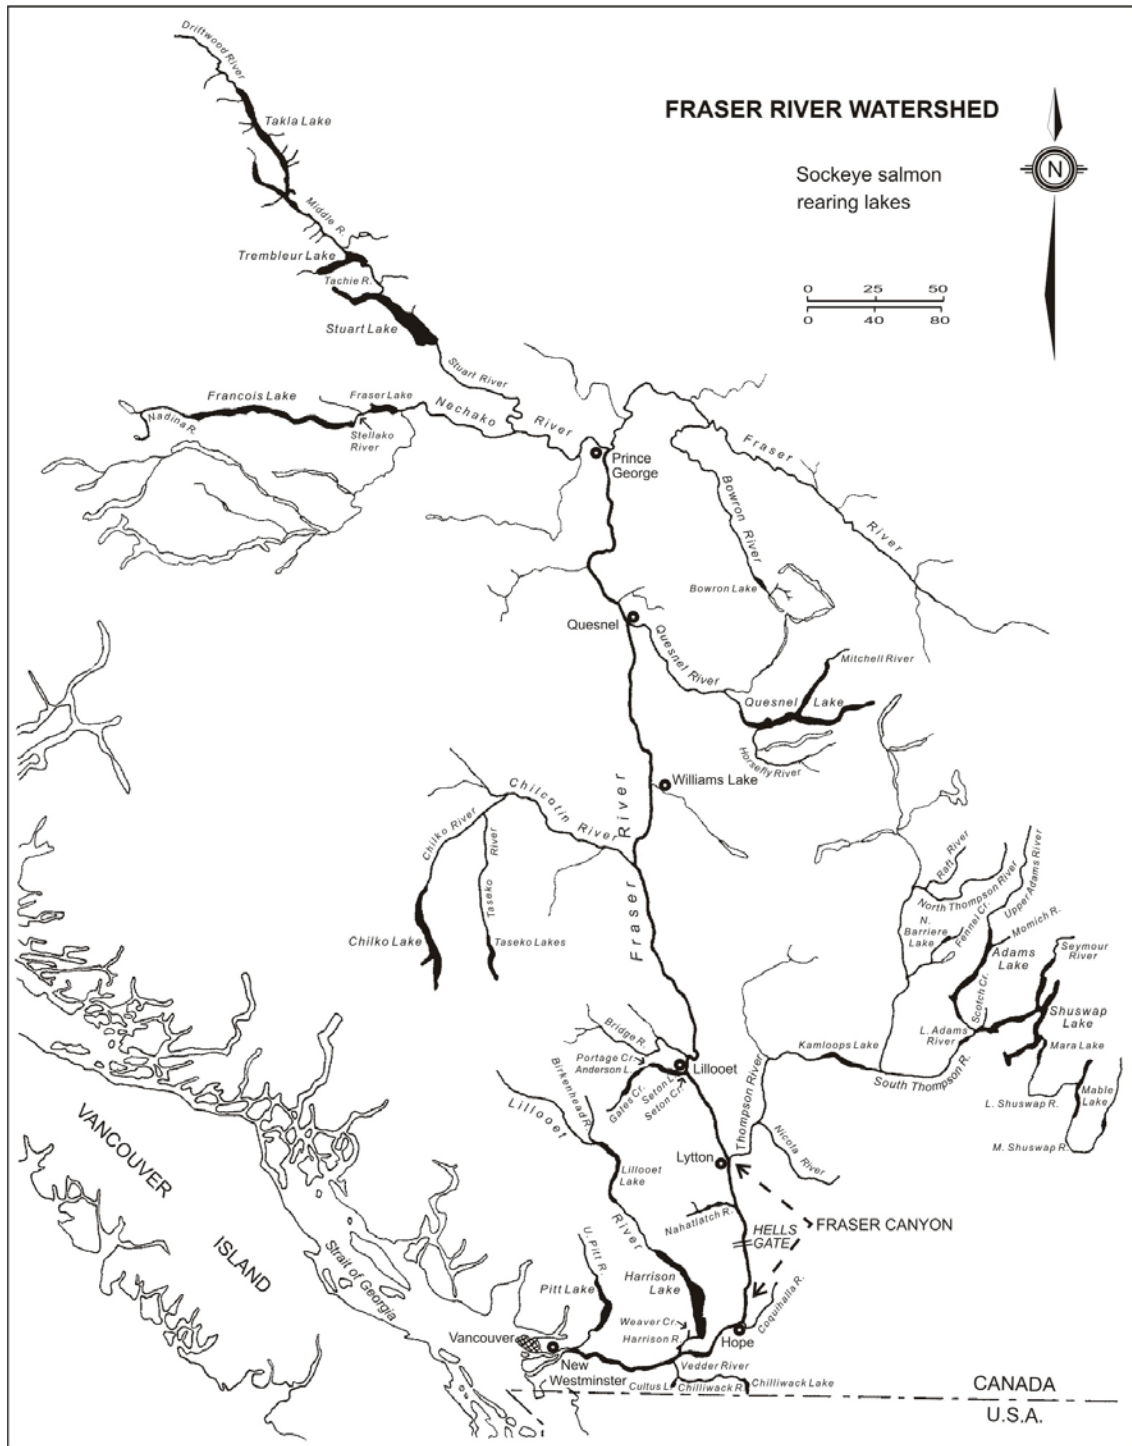 Driftwood River
FRASER RIVER WATERSHED
Takla Lake
N
Sockeye salmon
rearing lakes
Middle R.
Trembleur Lake
Tachie R.
0 25 50
0 40 80
Stuart Lake
Stuart River
Francois Lake
Fraser Lake
Nadina R.
Nechako River
Stellako
River
Fraser River
Prince
George
Bowron River
Bowron Lake
Quesnel
Quesnel River
Mitchell River
Quesnel Lake
Horsefly River
Williams Lake
Chilcotin River
Fraser River
Chilko River
Taseko River
Raft River
North Thompson River
Upper Adams River
N.
Barriere
Lake
Fennel Cr.
Momich R.
Chilko Lake
Taseko Lakes
Adams
Lake
Seymour
River
Scotch Cr.
Shuswap
Lake
Bridge R.
L. Adams
River
Kamloops Lake
Mara Lake
Portage Cr.
Anderson L.
Lillooet
South Thompson R.
Birkenhead R.
Gates Cr.
Seton L.
Seton Cr.
Thompson River
L. Shuswap R.
Mable
Lake
Lillooet River
Nicola River
M. Shuswap R.
VANCOUVER ISLAND
Lytton
Lillooet
Lake
Nahatlatch R.
FRASER CANYON
HELLS
GATE
U. Pitt R.
Strait of Georgia
Pitt Lake
Harrison
Lake
Coquihalla R.
Weaver Cr.
Harrison R.
Vancouver
Hope
New
Westminster
Vedder River
Cultus L.
Chilliwack R.
Chilliwack Lake
CANADA
U.S.A.